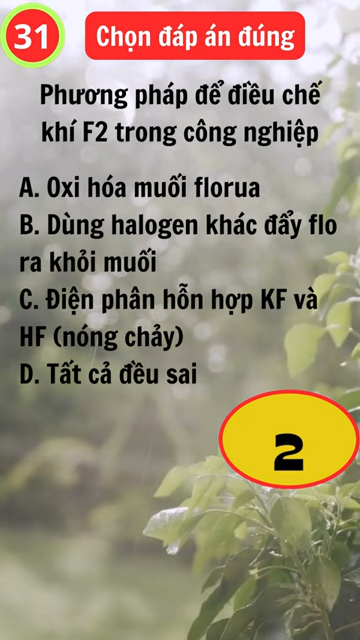 31
Chọn đáp án đúng
Phương pháp để điều chế
khí F2 trong công nghiệp
A. Oxi hóa muối florua
B. Dùng halogen khác đẩy flo
ra khỏi muối
C. Điện phân hỗn hợp KF và
HF (nóng chảy)
D. Tất cả đều sai
2